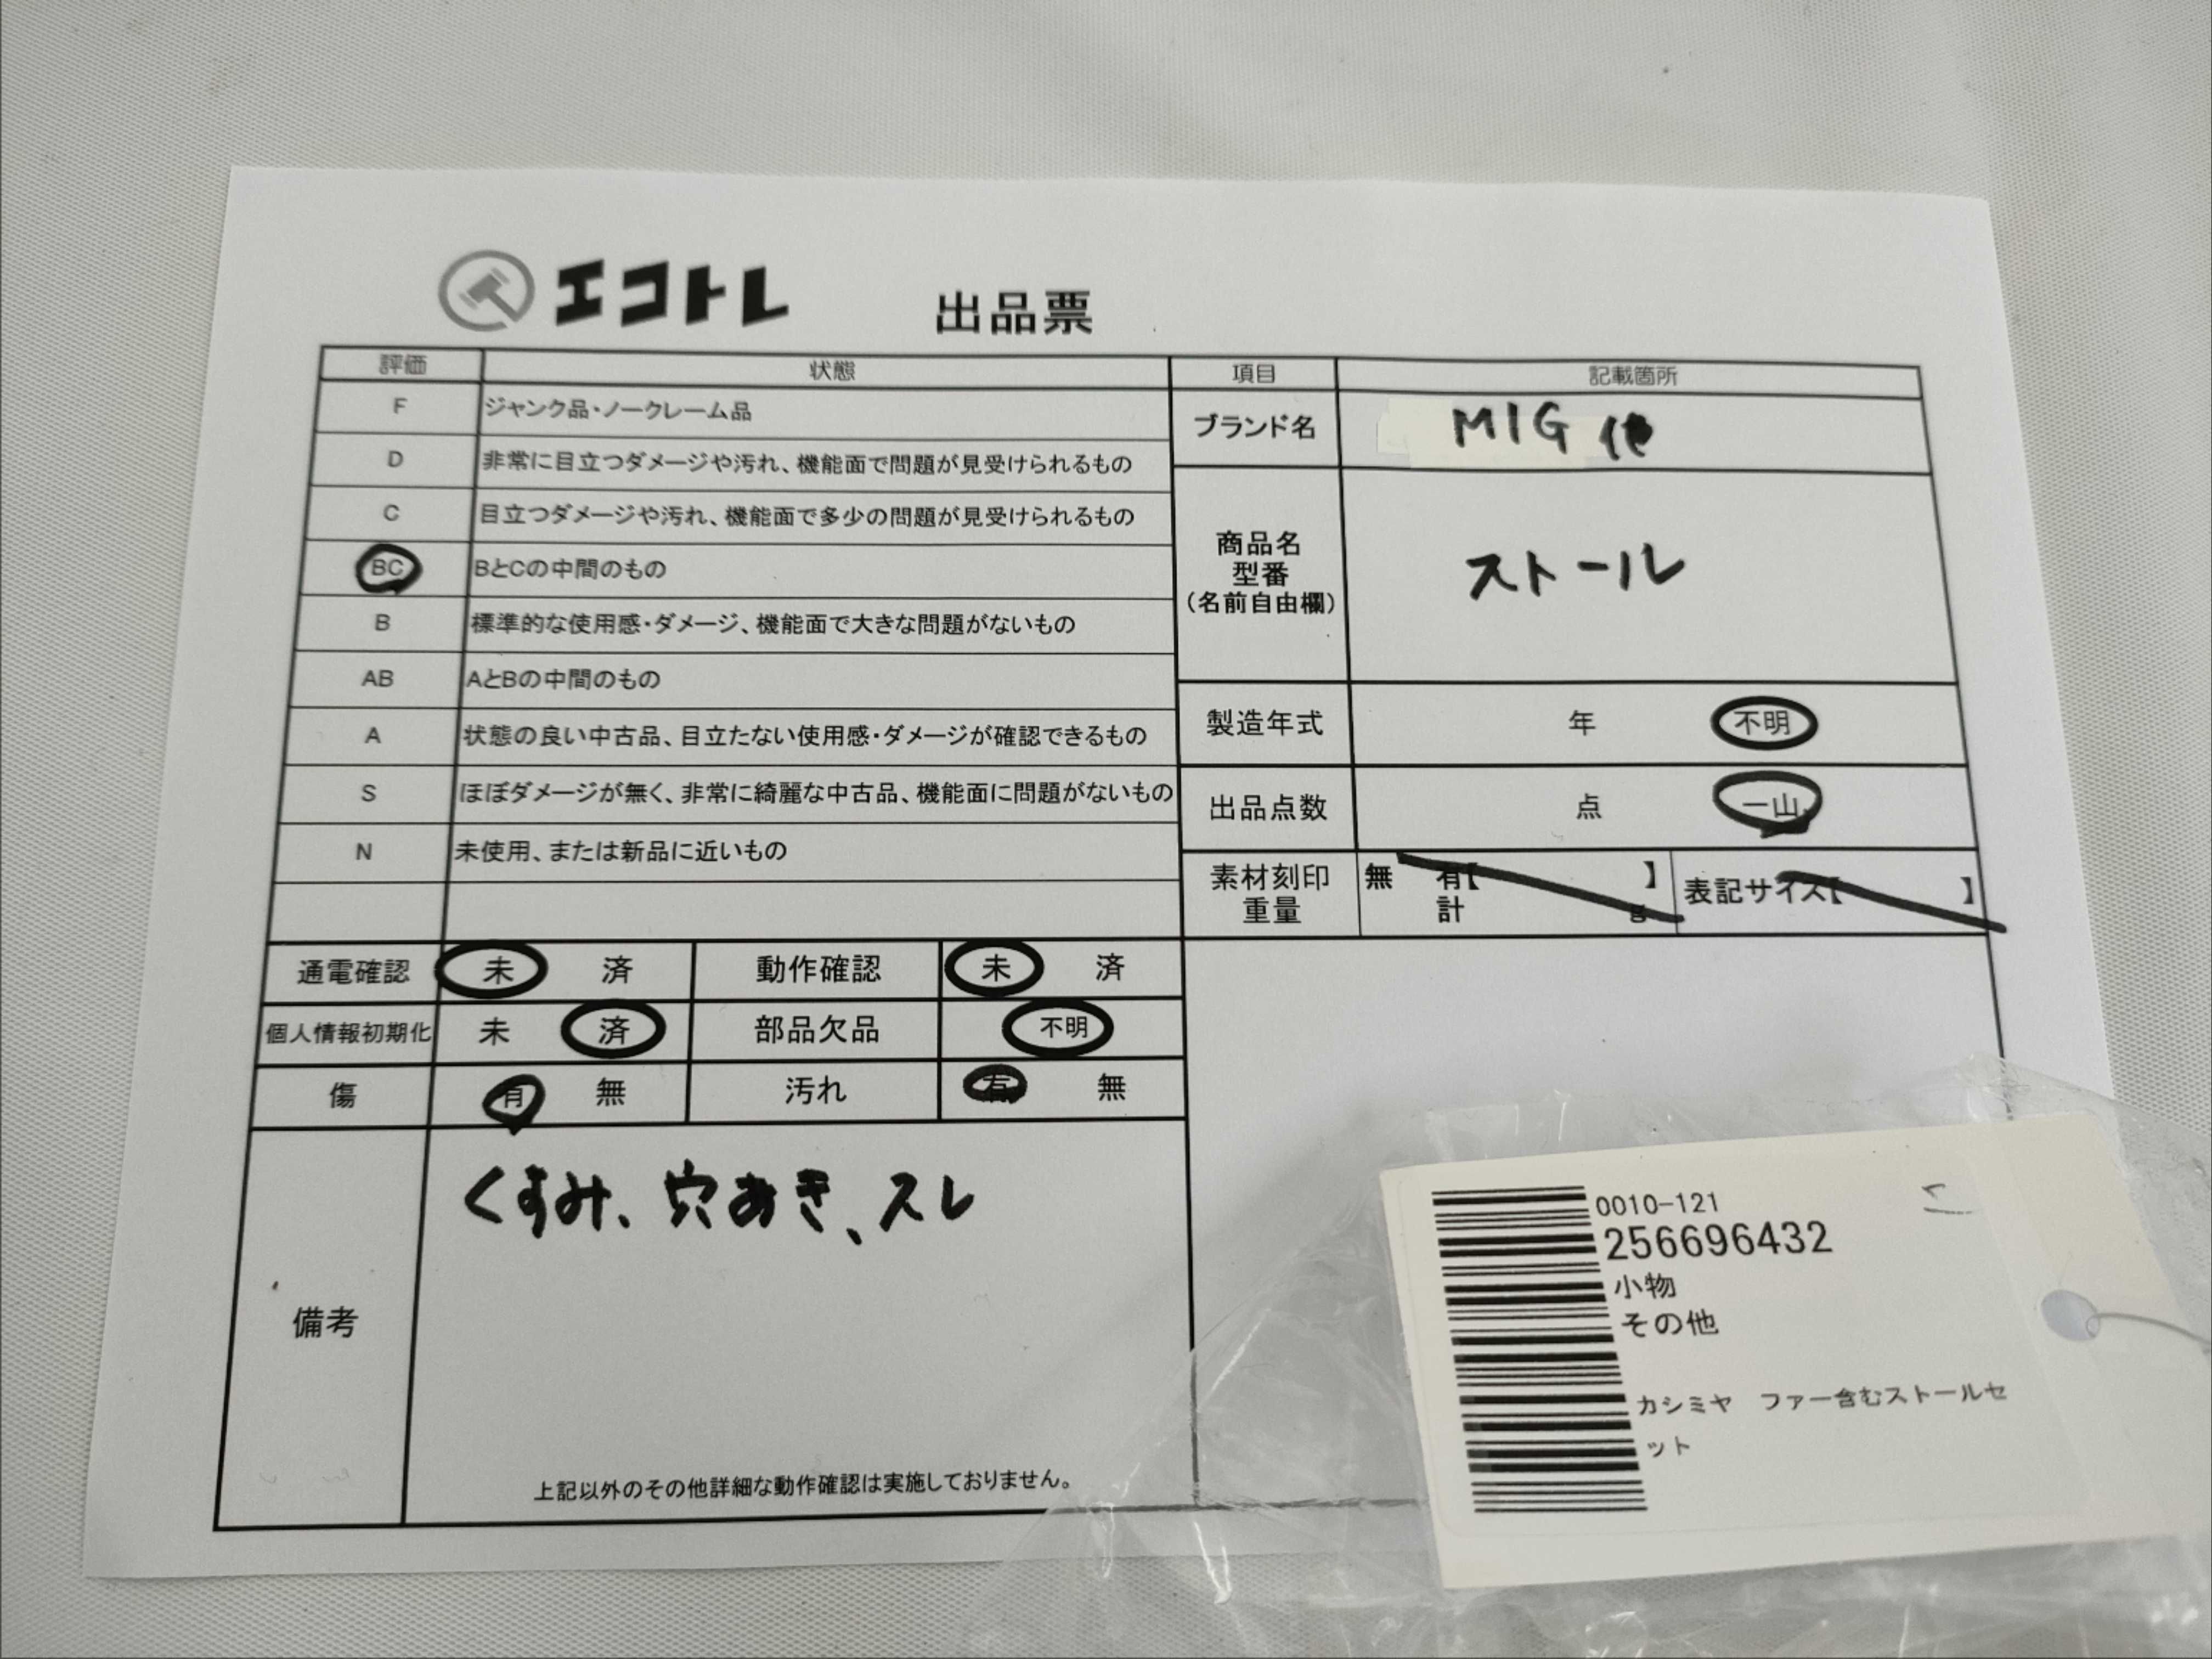 エコトレ 出品票
評価 状態
F ジャンク品・ノークレーム品
D 非常に目立つダメージや汚れ、機能面で問題が見受けられるもの
C 目立つダメージや汚れ、機能面で多少の問題が見受けられるもの
BC BとCの中間のもの
B 標準的な使用感・ダメージ、機能面で大きな問題がないもの
AB AとBの中間のもの
A 状態の良い中古品、目立たない使用感・ダメージが確認できるもの
S ほぼダメージが無く、非常に綺麗な中古品、機能面に問題がないもの
N 未使用、または新品に近いもの
項目 記載箇所
ブランド名 MIG 他
商品名
型番
(名前自由欄)
ストール
製造年式 年 不明
出品点数 点 一山
素材刻印 無 有【 】
重量 計 g
表記サイズ【 】
通電確認 未 済 動作確認 未 済
個人情報初期化 未 済 部品欠品 不明
傷 有 無 汚れ 有 無
備考
くすみ、穴あき、スレ
上記以外のその他詳細な動作確認は実施しておりません。
0010-121
256696432
小物
その他
カシミヤ ファー含むストールセ
ット